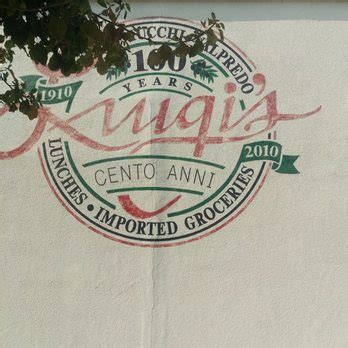 100
YEARS
1910
Luigi's
CENTO ANNI
2010
LUNCHES • IMPORTED GROCERIES